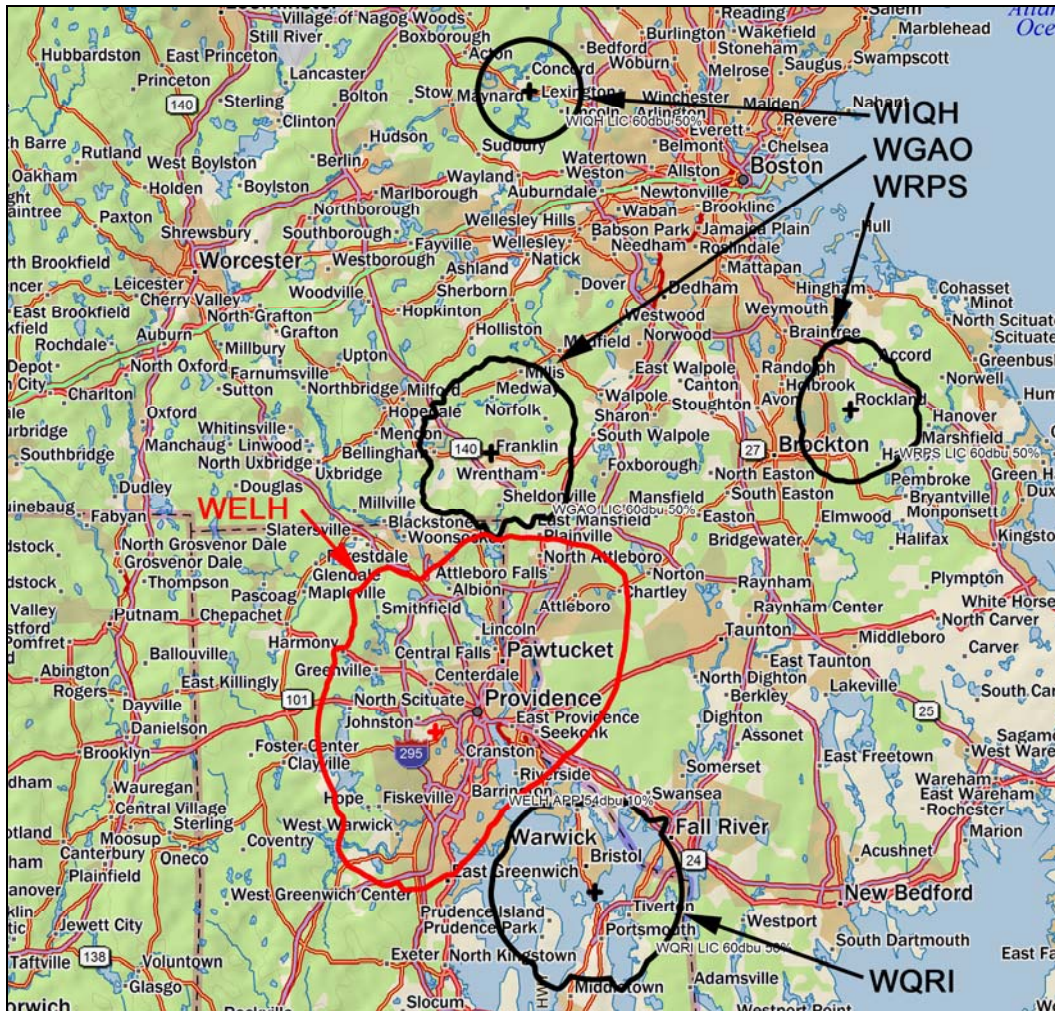 Village of Nagog Woods
Reading
Salem
Still River
Boxborough
Burlington
Wakefield
Marblehead
Hubbardston
East Princeton
Acton
Bedford
Stoneham
Woburn
Saugus
Swampscott
Lancaster
Concord
Melrose
Princeton
Bolton
Stow
Maynard
Lexington
Winchester
Nahant
140
Sterling
Lincoln
Arlington
Malden
WIQH
WIQH LIC 60dbu 50%
Revere
Clinton
Everett
Hudson
Sudbury
Belmont
Chelsea
WGAO
Rutland
West Boylston
Berlin
Watertown
Allston
Boston
Oakham
Boylston
Marlborough
Wayland
Weston
WRPS
Holden
Auburndale
Newtonville
Paxton
Northborough
Waban
Brookline
Southborough
Wellesley Hills
Babson Park
Jamaica Plain
Hull
Shrewsbury
Fayville
Wellesley
Needham
Roslindale
Worcester
Westborough
Natick
Mattapan
Leicester
Ashland
Dover
Hingham
Cohasset
Cherry Valley
Woodville
Sherborn
Dedham
Weymouth
Minot
East Brookfield
North Grafton
Hopkinton
Westwood
Braintree
North Scituate
Auburn
Grafton
Holliston
Norwood
Rochdale
Millbury
Medfield
Accord
North Oxford
Upton
East Walpole
Randolph
Farnumsville
Millis
Canton
Holbrook
Norwell
Charlton
Sutton
Northbridge
Milford
Medway
Walpole
Stoughton
Avon
Rockland
Oxford
Hopedale
Norfolk
Sharon
Hanover
Whitinsville
Mendon
140
Franklin
South Walpole
Brockton
Marshfield
Manchaug
Linwood
Bellingham
27
WRPS LIC 60dbu 50%
Southbridge
North Uxbridge
Uxbridge
Wrentham
Foxborough
North Easton
Pembroke
Dudley
Douglas
Sheldonville
Mansfield
South Easton
Bryantville
WELH
Millville
WGAO LIC 60dbu 50%
Easton
Elmwood
Monponsett
Fabyan
Blackstone
East Mansfield
Slatersville
Woonsocket
Plainville
Bridgewater
Halifax
Kingston
North Grosvenor Dale
Forestdale
North Attleboro
Grosvenor Dale
Glendale
Attleboro Falls
Norton
Thompson
Mapleville
Albion
Chartley
Raynham
Plympton
Pascoag
Smithfield
Attleboro
Putnam
Chepachet
Raynham Center
White Horse
Lincoln
North Carver
Harmony
Central Falls
Pawtucket
Taunton
Middleboro
Ballouville
Greenville
Centerdale
Carver
Abington
East Killingly
East Taunton
Rogers
101
North Scituate
Providence
North Dighton
Lakeville
Dayville
Berkley
Johnston
East Providence
Dighton
25
Danielson
Foster Center
Seekonk
Assonet
Brooklyn
Clayville
295
Cranston
East Freetown
Riverside
Somerset
Wauregan
Hope
Fiskeville
Barrington
Swansea
Wareham
Central Village
WELH APP 54dbu 10%
East Wareham
Sterling
West Warwick
Rochester
Moosup
Coventry
Warwick
Fall River
Marion
Canterbury
Oneco
Bristol
24
Acushnet
Plainfield
East Greenwich
West Greenwich Center
Tiverton
New Bedford
Jewett City
Prudence Island
Westport
Prudence Park
Portsmouth
WQRI LIC 60dbu 50%
South Dartmouth
Taftville
138
Voluntown
Exeter
North Kingstown
Adamsville
WQRI
Glasgo
Middletown
Slocum
Westport Point